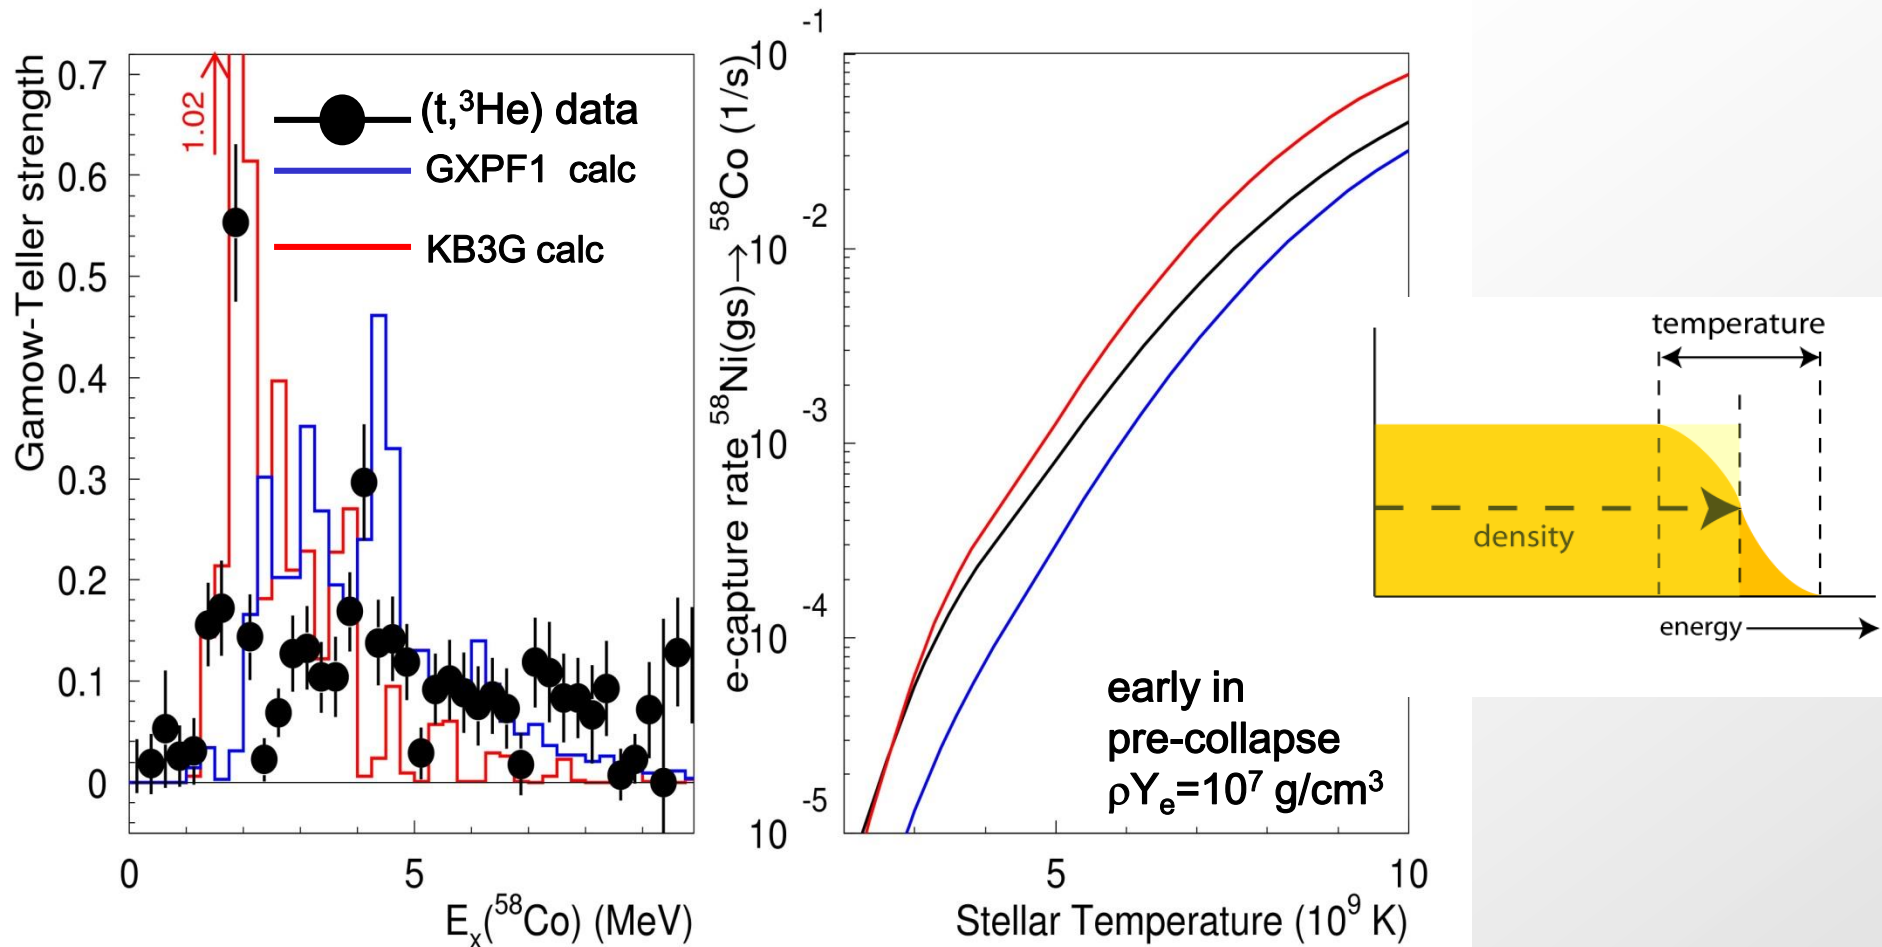 Gamow-Teller strength
0.7
0.6
0.5
0.4
0.3
0.2
0.1
0
1.02
(t,³He) data
GXPF1 calc
KB3G calc
0
5
Eₓ(⁵⁸Co) (MeV)
e-capture rate ⁵⁸Ni(gs)→⁵⁸Co (1/s)
10⁻¹
10⁻²
10⁻³
10⁻⁴
10⁻⁵
early in
pre-collapse
ρYₑ=10⁷ g/cm³
5
10
Stellar Temperature (10⁹ K)
temperature
density
energy